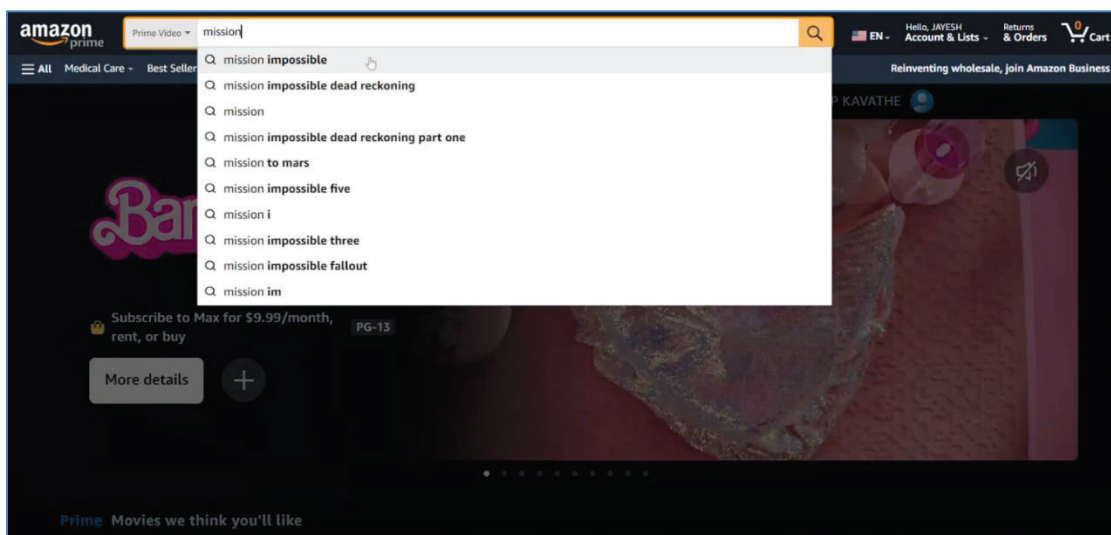 amazon
prime
Prime Video
mission
EN
Hello, JAYESH
Account & Lists
Returns
& Orders
0
Cart
All
Medical Care
Best Seller
Reinventing wholesale, join Amazon Business
mission impossible
mission impossible dead reckoning
mission
mission impossible dead reckoning part one
mission to mars
mission impossible five
mission i
mission impossible three
mission impossible fallout
mission im
P KAVATHE
Bar
Subscribe to Max for $9.99/month,
rent, or buy
PG-13
More details
Prime Movies we think you'll like